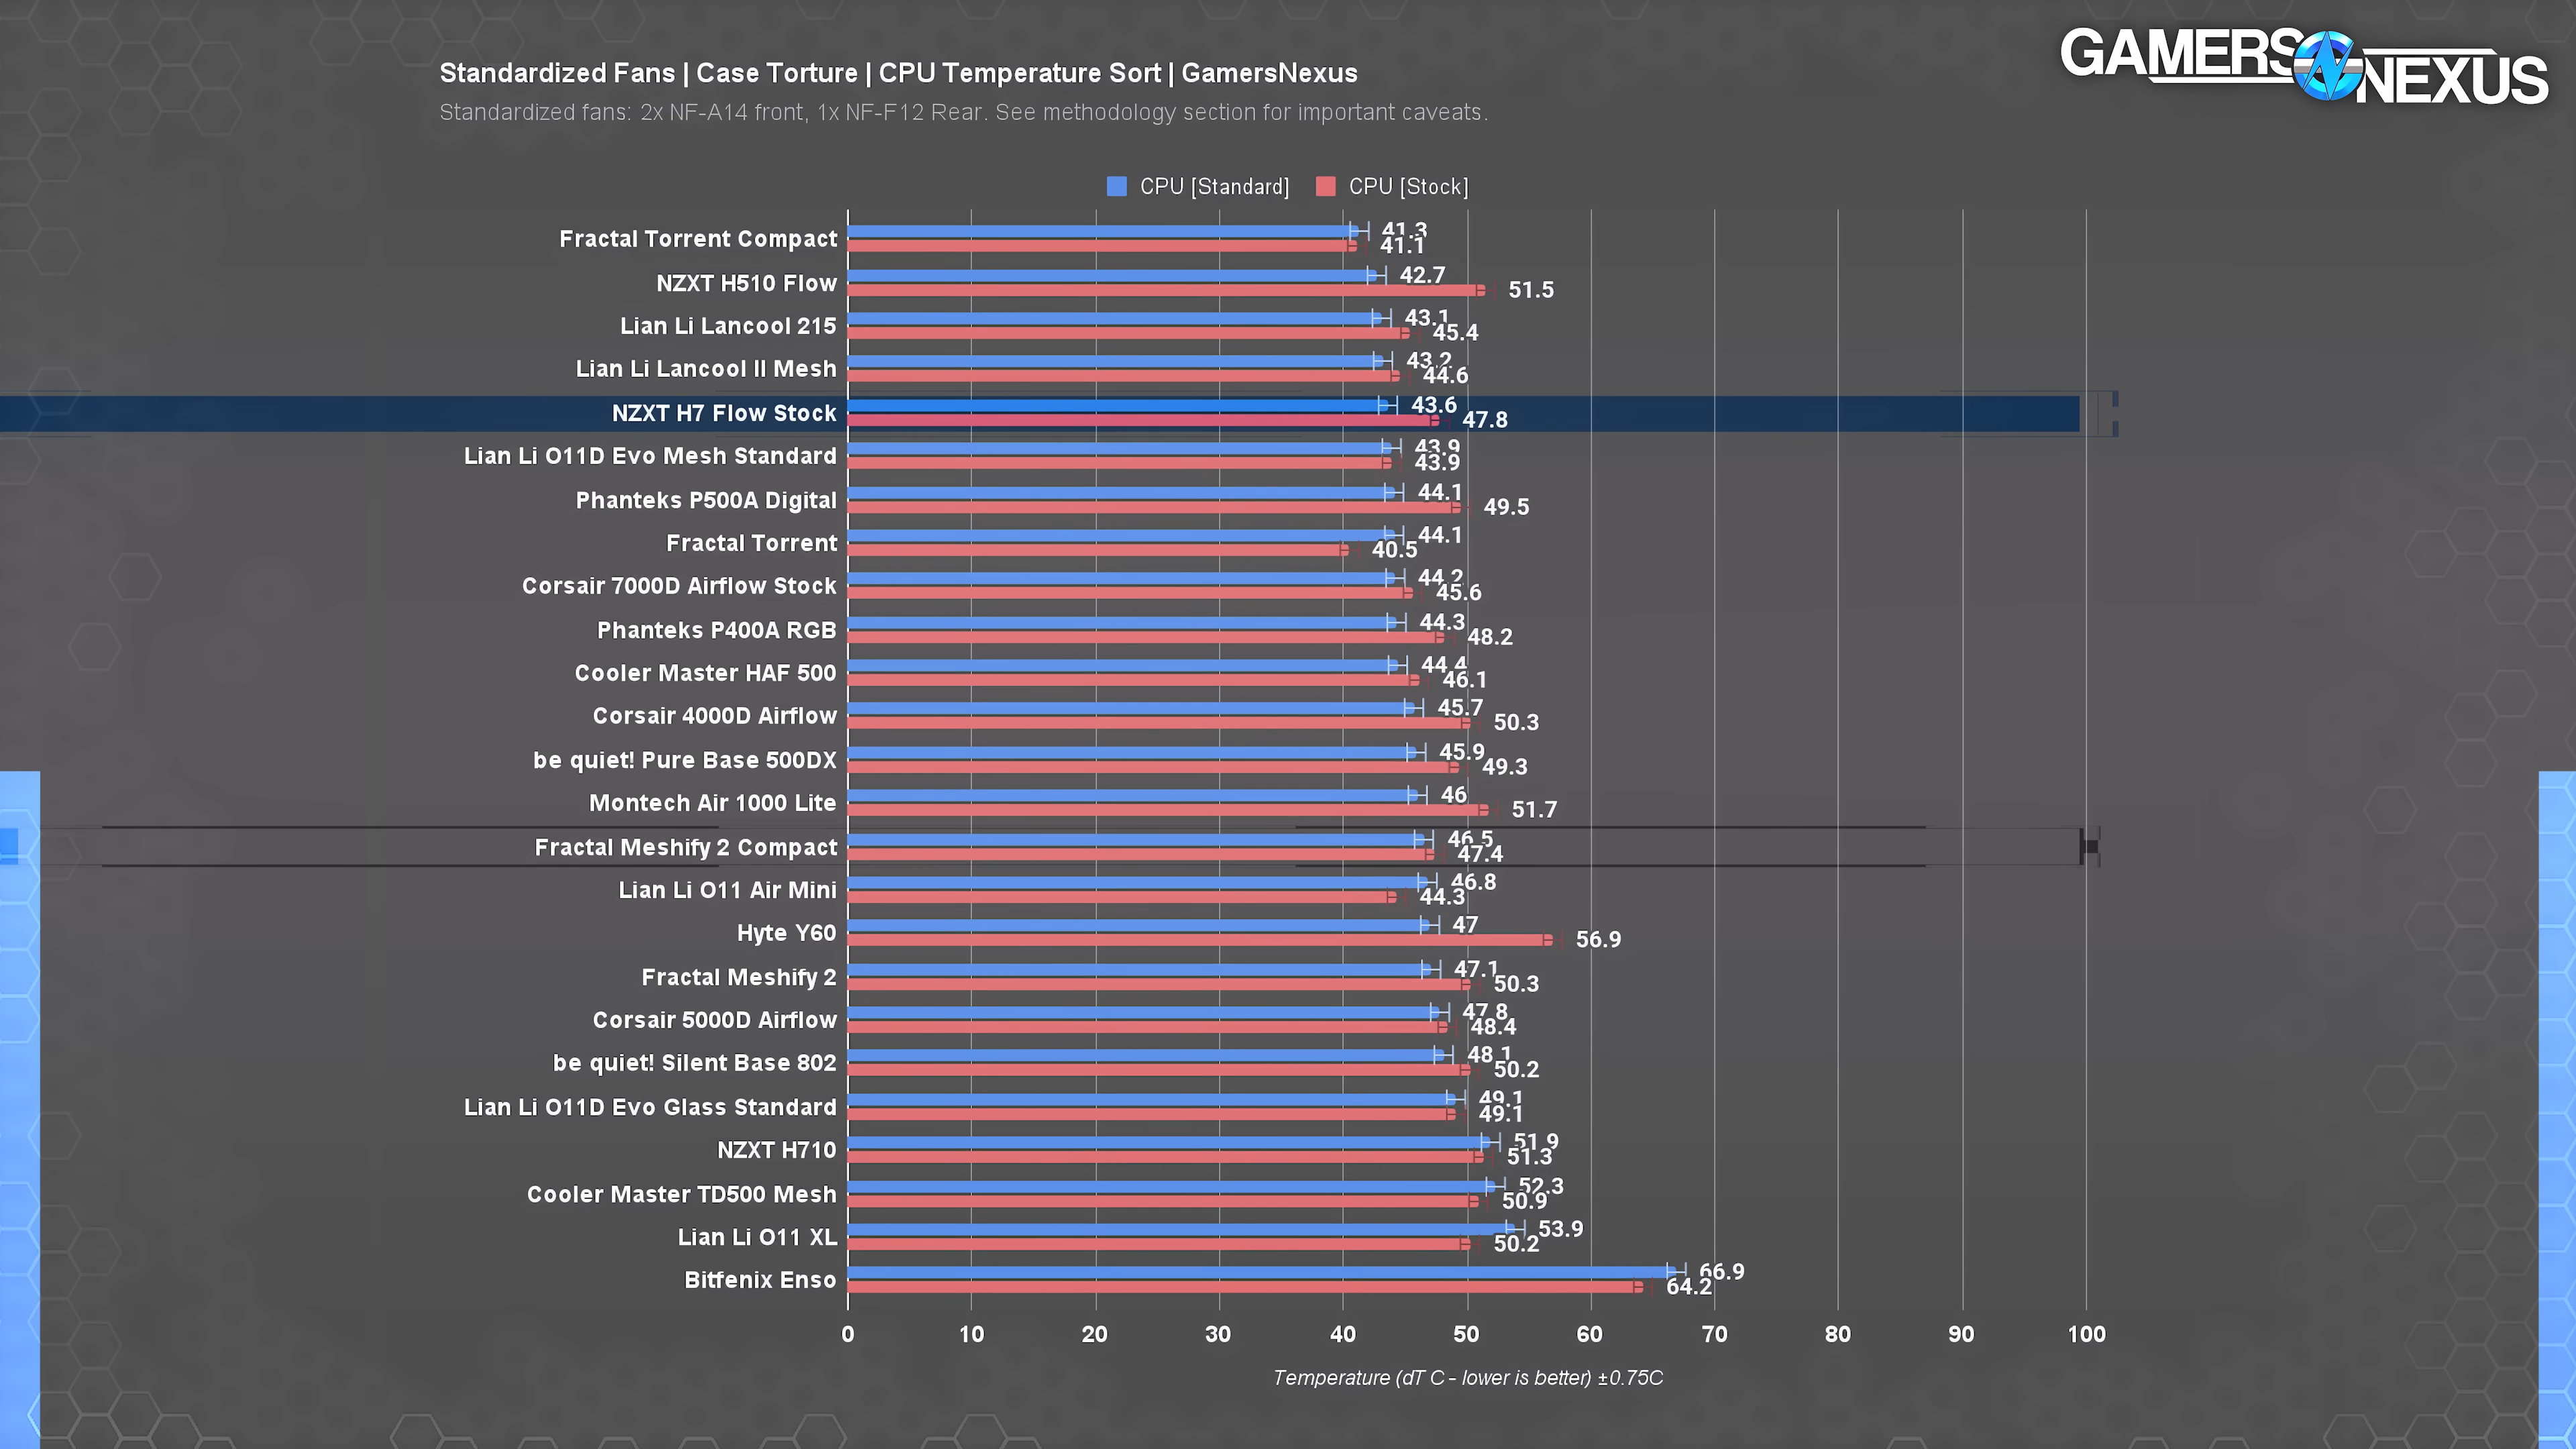 GAMERS NEXUS
Standardized Fans | Case Torture | CPU Temperature Sort | GamersNexus
Standardized fans: 2x NF-A14 front, 1x NF-F12 Rear. See methodology section for important caveats.
CPU [Standard] CPU [Stock]
Fractal Torrent Compact 41.3
41.1
NZXT H510 Flow 42.7
51.5
Lian Li Lancool 215 43.1
45.4
Lian Li Lancool II Mesh 43.2
44.6
NZXT H7 Flow Stock 43.6
47.8
Lian Li O11D Evo Mesh Standard 43.9
43.9
Phanteks P500A Digital 44.1
49.5
Fractal Torrent 44.1
40.5
Corsair 7000D Airflow Stock 44.2
45.6
Phanteks P400A RGB 44.3
48.2
Cooler Master HAF 500 44.4
46.1
Corsair 4000D Airflow 45.7
50.3
be quiet! Pure Base 500DX 45.9
49.3
Montech Air 1000 Lite 46
51.7
Fractal Meshify 2 Compact 46.5
47.4
Lian Li O11 Air Mini 46.8
44.3
Hyte Y60 47
56.9
Fractal Meshify 2 47.1
50.3
Corsair 5000D Airflow 47.8
48.4
be quiet! Silent Base 802 48.1
50.2
Lian Li O11D Evo Glass Standard 49.1
49.1
NZXT H710 51.9
51.3
Cooler Master TD500 Mesh 52.3
50.9
Lian Li O11 XL 53.9
50.2
Bitfenix Enso 66.9
64.2
0 10 20 30 40 50 60 70 80 90 100
Temperature (dT C - lower is better) ±0.75C